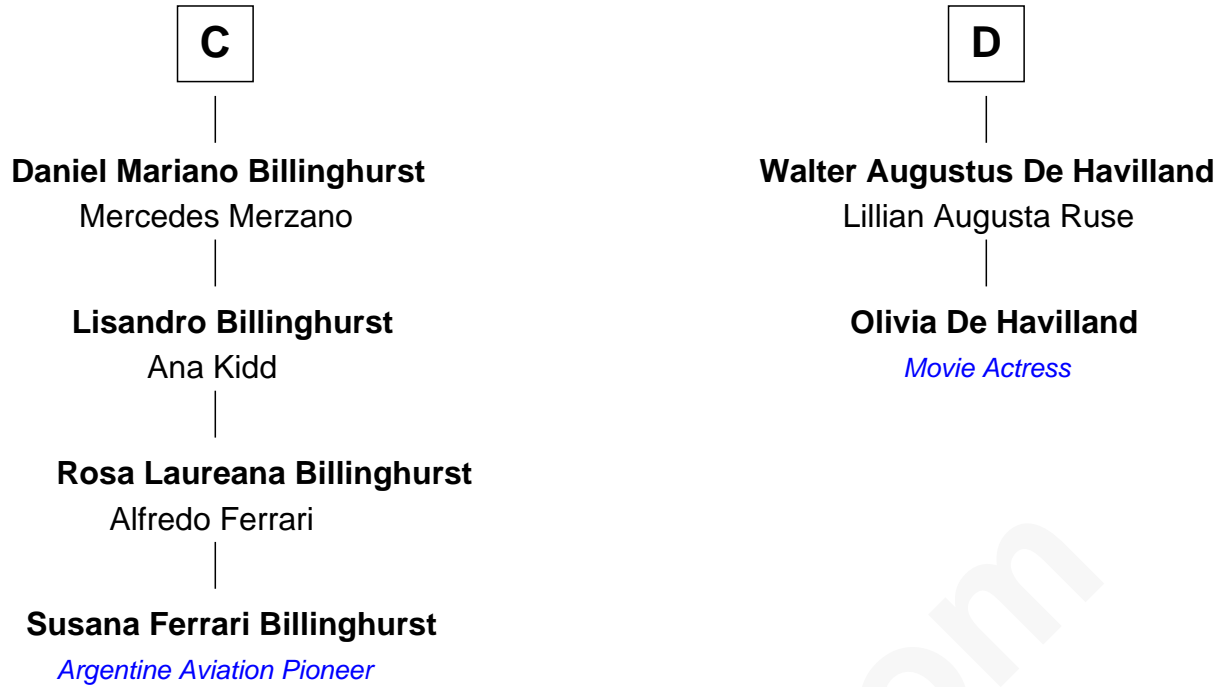 C
Daniel Mariano Billinghurst
Mercedes Merzano
Lisandro Billinghurst
Ana Kidd
Rosa Laureana Billinghurst
Alfredo Ferrari
Susana Ferrari Billinghurst
Argentine Aviation Pioneer
D
Walter Augustus De Havilland
Lillian Augusta Ruse
Olivia De Havilland
Movie Actress
om